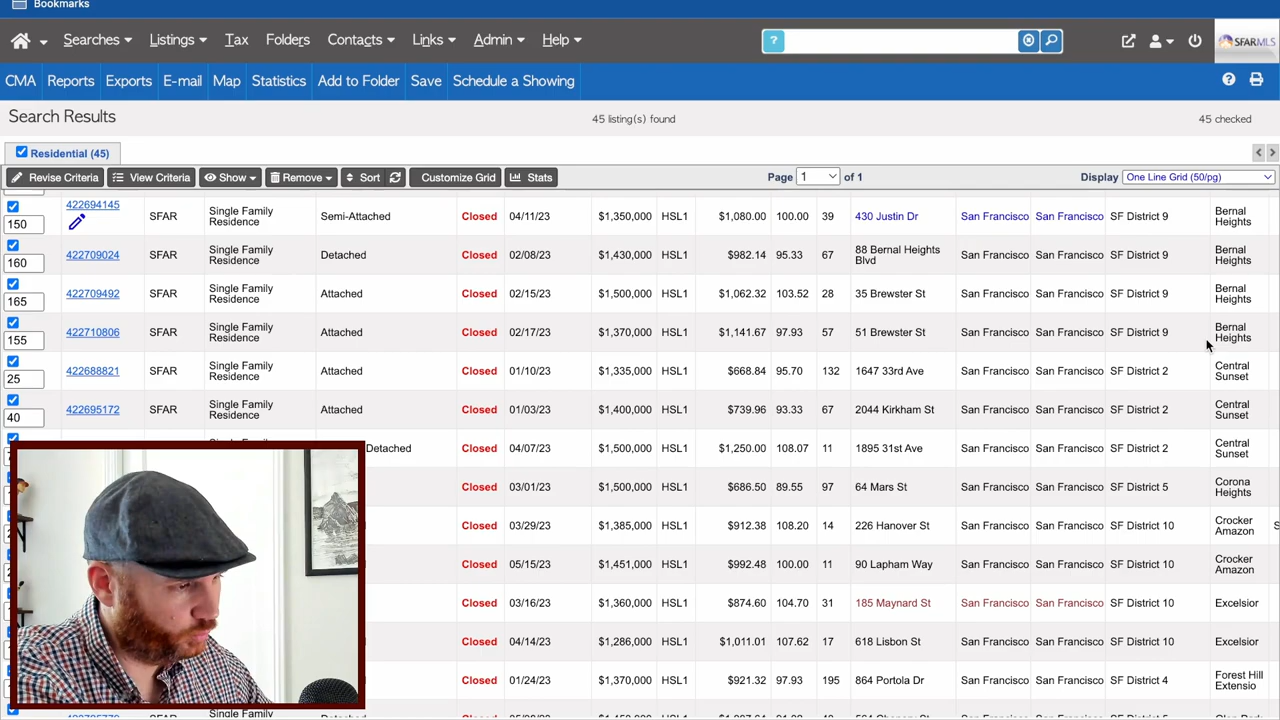 Bookmarks
Searches Listings Tax Folders Contacts Links Admin Help ? SFARMLS
CMA Reports Exports E-mail Map Statistics Add to Folder Save Schedule a Showing ?
Search Results 45 listing(s) found 45 checked
Residential (45)
Revise Criteria View Criteria Show Remove Sort Customize Grid Stats Page 1 of 1 Display One Line Grid (50/pg)
150 422694145 SFAR Single Family Residence Semi-Attached Closed 04/11/23 $1,350,000 HSL1 $1,080.00 100.00 39 430 Justin Dr San Francisco San Francisco SF District 9 Bernal Heights
160 422709024 SFAR Single Family Residence Detached Closed 02/08/23 $1,430,000 HSL1 $982.14 95.33 67 88 Bernal Heights Blvd San Francisco San Francisco SF District 9 Bernal Heights
165 422709492 SFAR Single Family Residence Attached Closed 02/15/23 $1,500,000 HSL1 $1,062.32 103.52 28 35 Brewster St San Francisco San Francisco SF District 9 Bernal Heights
155 422710806 SFAR Single Family Residence Attached Closed 02/17/23 $1,370,000 HSL1 $1,141.67 97.93 57 51 Brewster St San Francisco San Francisco SF District 9 Bernal Heights
25 422688821 SFAR Single Family Residence Attached Closed 01/10/23 $1,335,000 HSL1 $668.84 95.70 132 1647 33rd Ave San Francisco San Francisco SF District 2 Central Sunset
40 422695172 SFAR Single Family Residence Attached Closed 01/03/23 $1,400,000 HSL1 $739.96 93.33 67 2044 Kirkham St San Francisco San Francisco SF District 2 Central Sunset
Detached Closed 04/07/23 $1,500,000 HSL1 $1,250.00 108.07 11 1895 31st Ave San Francisco San Francisco SF District 2 Central Sunset
Closed 03/01/23 $1,500,000 HSL1 $686.50 89.55 97 64 Mars St San Francisco San Francisco SF District 5 Corona Heights
Closed 03/29/23 $1,385,000 HSL1 $912.38 108.20 14 226 Hanover St San Francisco San Francisco SF District 10 Crocker Amazon
Closed 05/15/23 $1,451,000 HSL1 $992.48 100.00 11 90 Lapham Way San Francisco San Francisco SF District 10 Crocker Amazon
Closed 03/16/23 $1,360,000 HSL1 $874.60 104.70 31 185 Maynard St San Francisco San Francisco SF District 10 Excelsior
Closed 04/14/23 $1,286,000 HSL1 $1,011.01 107.62 17 618 Lisbon St San Francisco San Francisco SF District 10 Excelsior
Closed 01/24/23 $1,370,000 HSL1 $921.32 97.93 195 864 Portola Dr San Francisco San Francisco SF District 4 Forest Hill Extensio